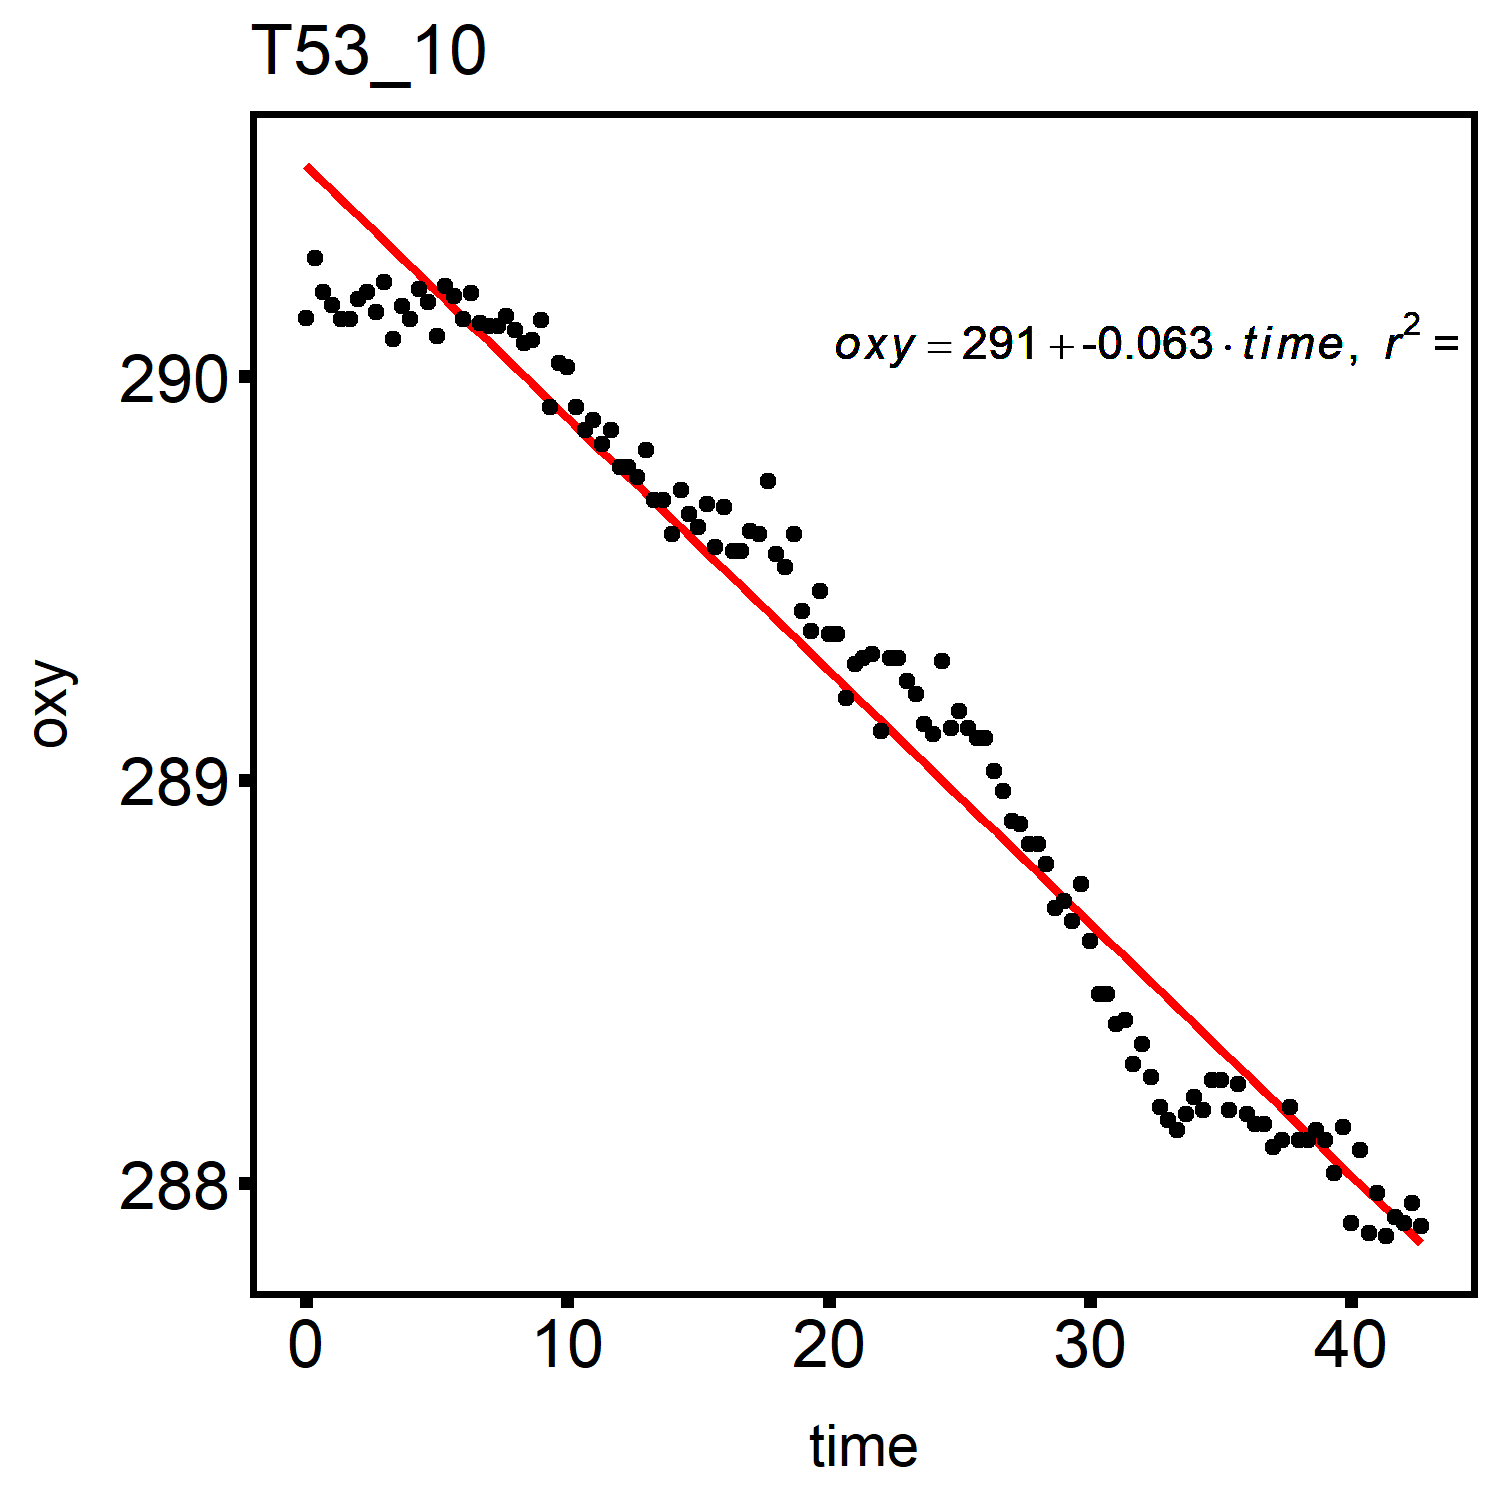 T53_10
oxy = 291 + -0.063 · time, r² =
290
289
288
oxy
0 10 20 30 40
time